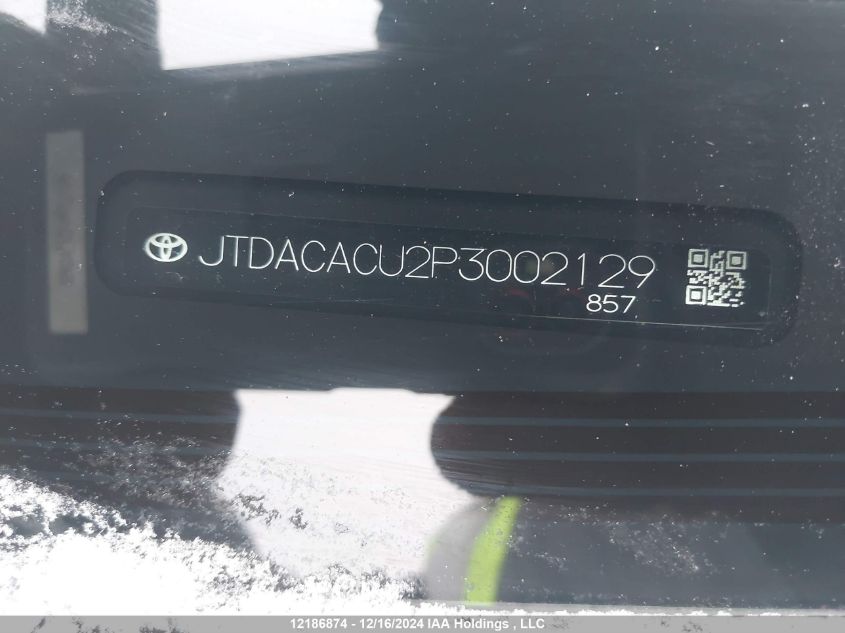 JTDACACU2P3002129
857
12186874 - 12/16/2024 IAA Holdings , LLC